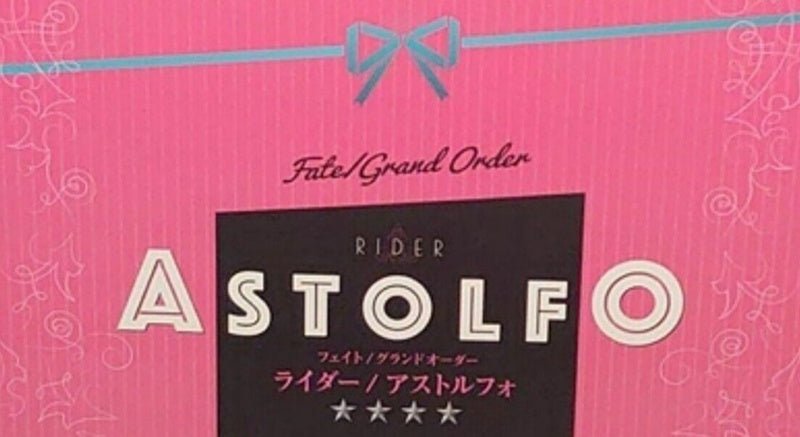 Fate/Grand Order
RIDER
ASTOLFO
フェイト/グランドオーダー
ライダー/アストルフォ
★★★★